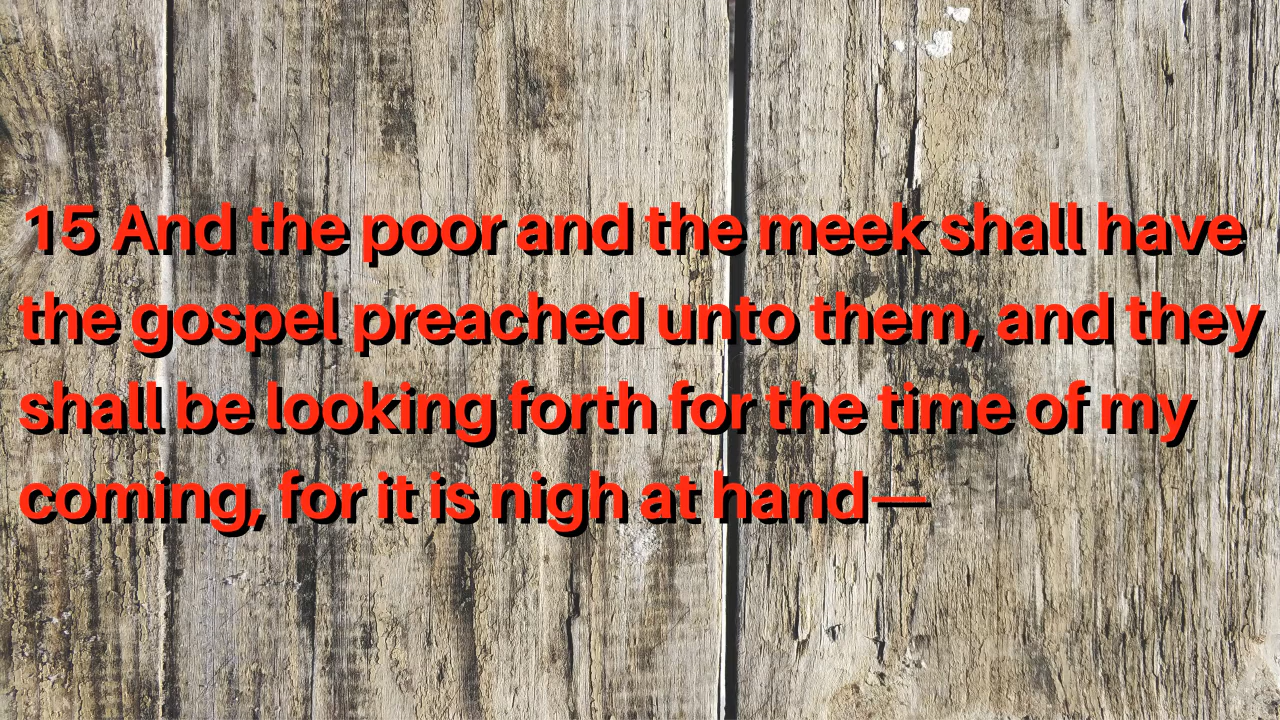 15 And the poor and the meek shall have
the gospel preached unto them, and they
shall be looking forth for the time of my
coming, for it is nigh at hand—